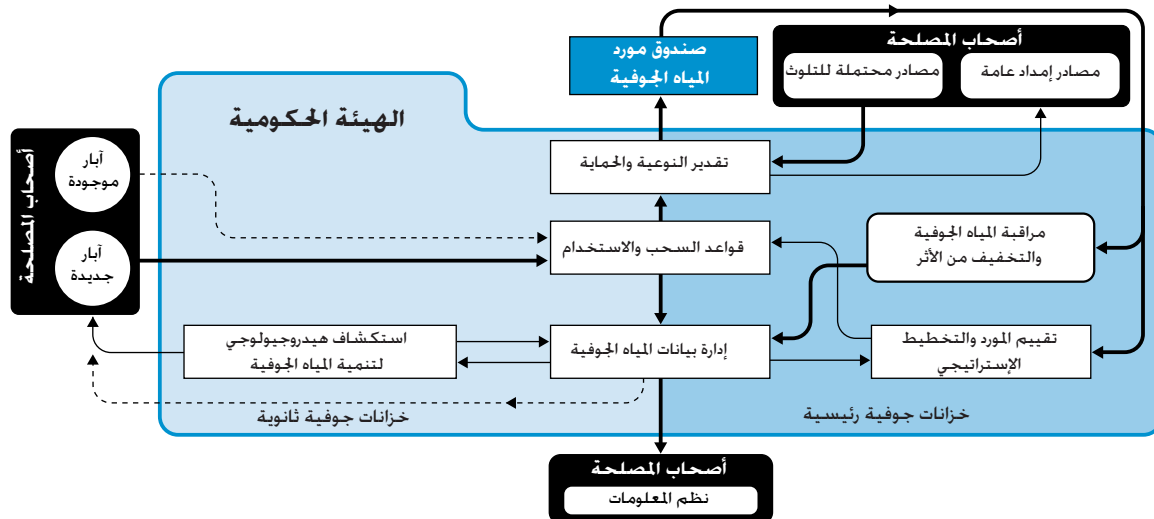 صندوق مورد
المياه الجوفية
أصحاب المصلحة
مصادر إمداد عامة
مصادر محتملة للتلوث
الهيئة الحكومية
أصحاب المصلحة
آبار
موجودة
آبار
جديدة
تقدير النوعية والحماية
قواعد السحب والاستخدام
مراقبة المياه الجوفية
والتخفيف من الأثر
تقييم المورد والتخطيط
الإستراتيجي
إدارة بيانات المياه الجوفية
استكشاف هيدروجيولوجي
لتنمية المياه الجوفية
خزانات جوفية رئيسية
خزانات جوفية ثانوية
أصحاب المصلحة
نظم المعلومات